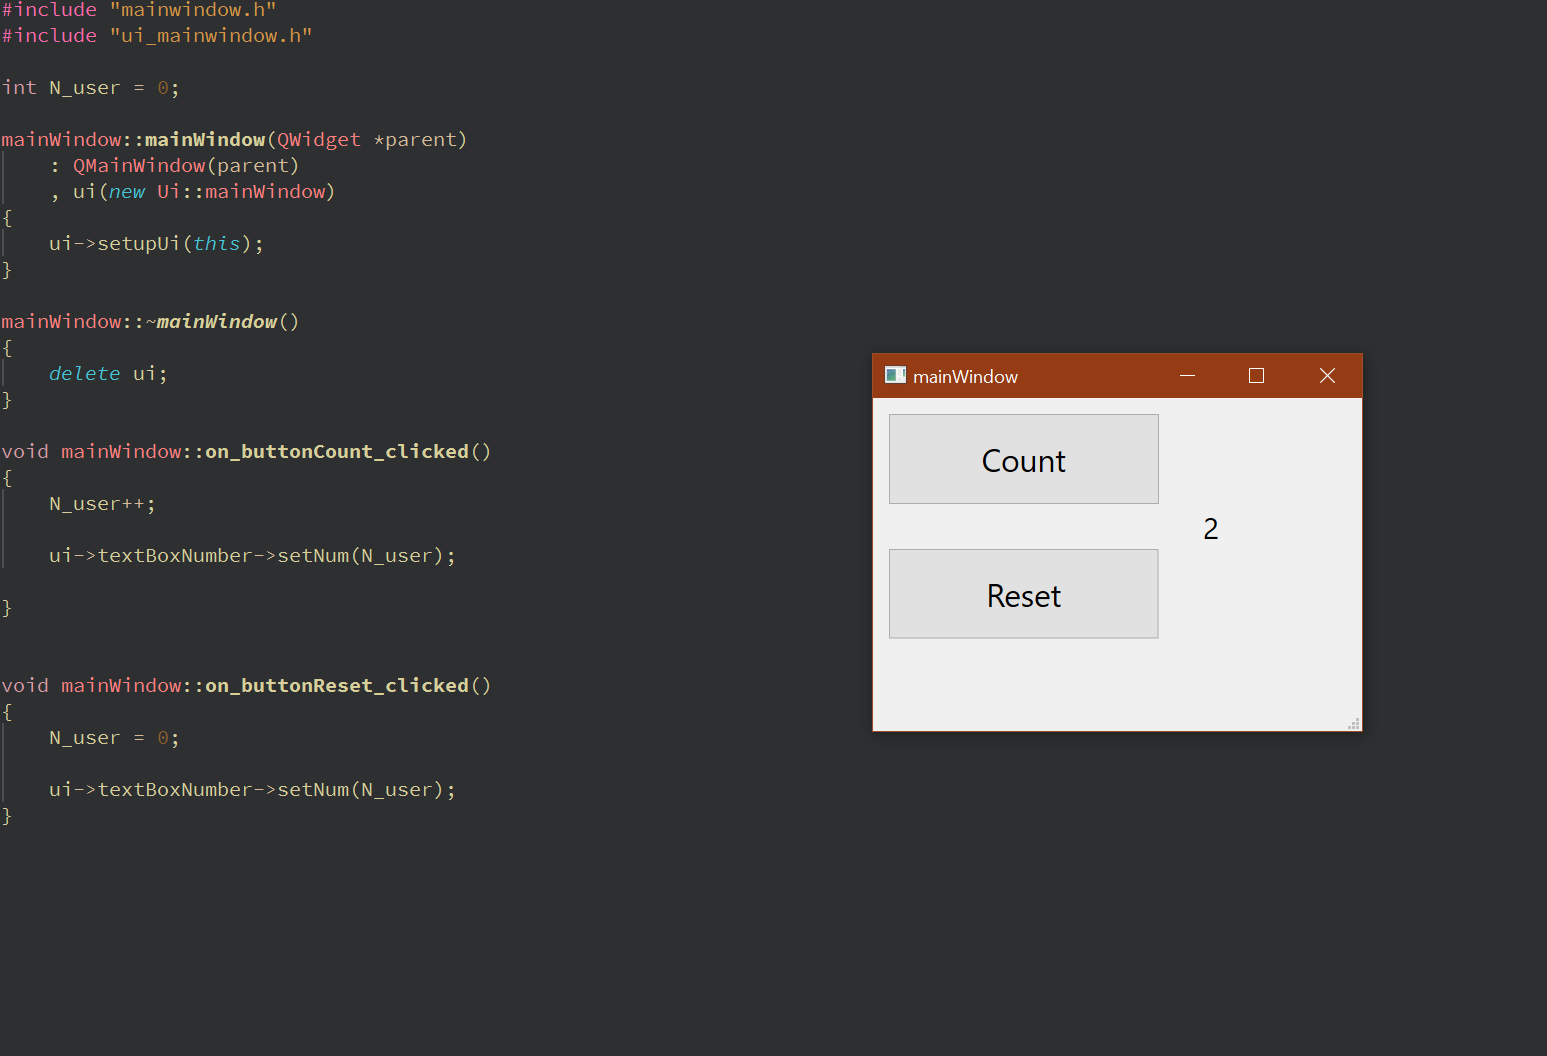 #include "mainwindow.h"
#include "ui_mainwindow.h"
int N_user = 0;
mainWindow::mainWindow(QWidget *parent)
: QMainWindow(parent)
, ui(new Ui::mainWindow)
{
ui->setupUi(this);
}
mainWindow::~mainWindow()
{
delete ui;
}
void mainWindow::on_buttonCount_clicked()
{
N_user++;
ui->textBoxNumber->setNum(N_user);
}
void mainWindow::on_buttonReset_clicked()
{
N_user = 0;
ui->textBoxNumber->setNum(N_user);
}
mainWindow
Count
2
Reset